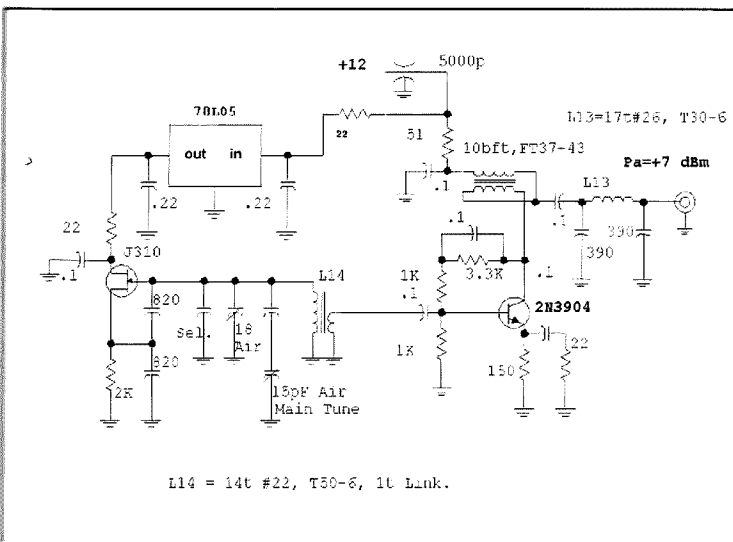 +12
5000p
78L05
22
out in
51
L13=17t#26, T30-6
10bft,FT37-43
Pa=+7 dBm
.22
.22
.1
L13
22
.1
.1
390
390
J310
.1
3.3K
.1
L14
1K
.1
2N3904
820
Sel.
18
Air
1K
22
820
2K
15pF Air
Main Tune
150
L14 = 14t #22, T50-6, 1t Link.